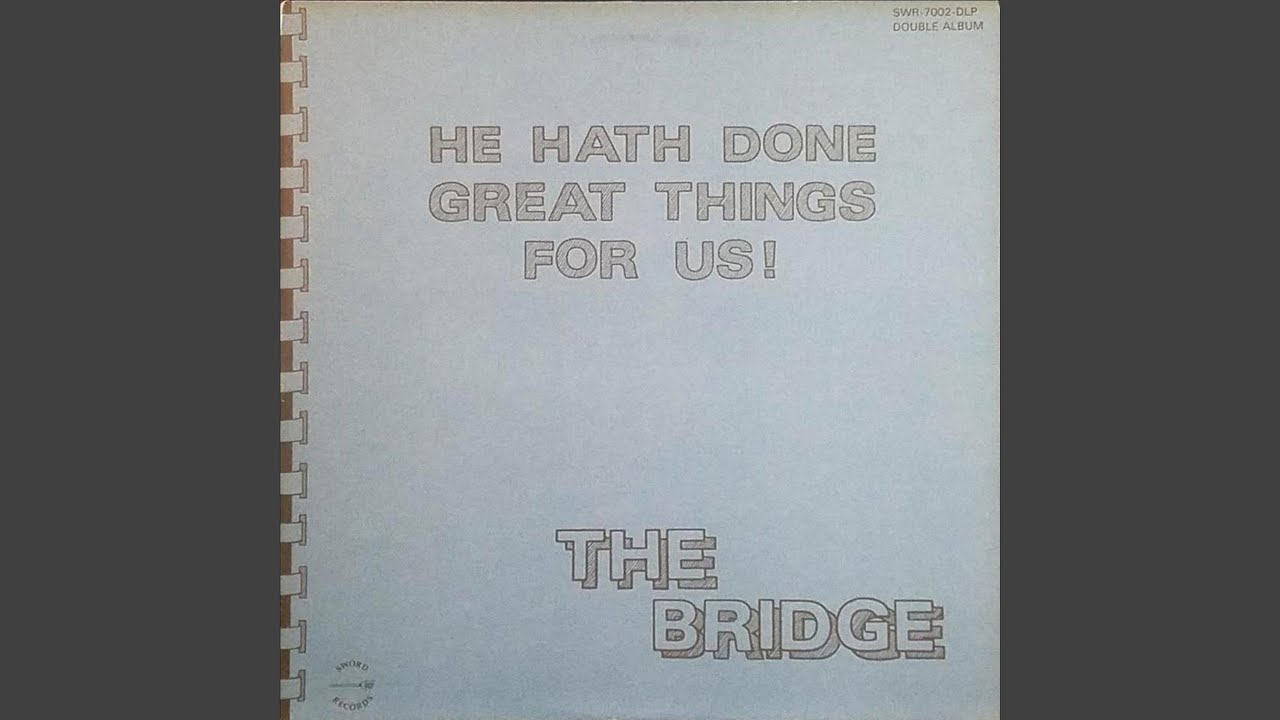 SWR-7002-DLP
DOUBLE ALBUM
HE HATH DONE
GREAT THINGS
FOR US!
THE
BRIDGE
SWORD
RECORDS